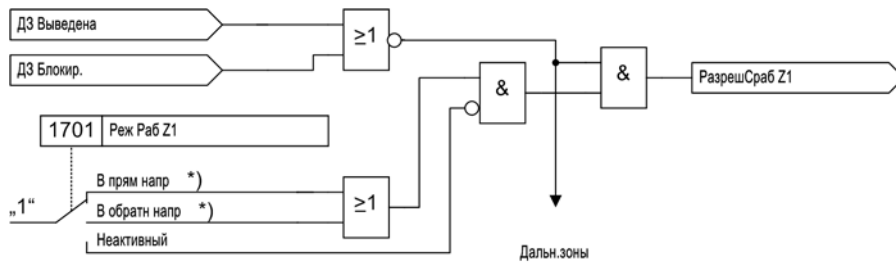 ДЗ Выведена
≥1
ДЗ Блокир.
&
&
РазрешСраб Z1
1701 Реж Раб Z1
„1“
В прям напр *)
≥1
В обратн напр *)
Неактивный
Дальн.зоны